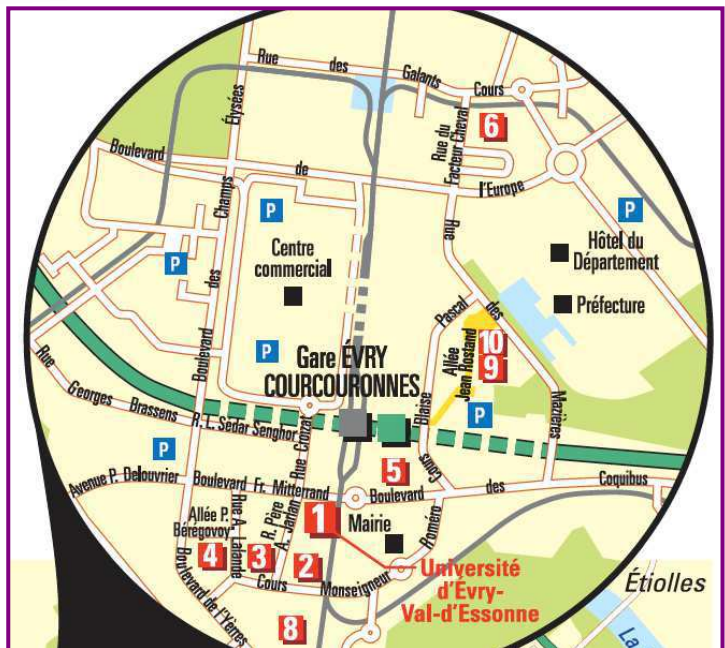 Rue des Galants Cours
Élysées
6
Rue du
Facteur Cheval
Boulevard de l'Europe
Champs
P
P
Rue
Hôtel du
Département
Centre
commercial
P
Préfecture
des
Pascal
des
10
9
Allée
Jean Rostand
Gare ÉVRY
COURCOURONNES
P
Rue
Boulevard
Blaise
P
Mazières
Georges Brassens
R. L. Sédar Senghor
Rue Crozat
P
5
Cours
Avenue P. Delouvrier
Boulevard Fr. Mitterrand
Boulevard des Coquibus
Allée P.
Bérégovoy
Rue A. Lalande
R. Père
A. Jarlan
1
Mairie
Roméro
4
3
2
Cours Monseigneur
Université
d'Évry-
Val-d'Essonne
Étiolles
Boulevard de l'Yerres
8
La